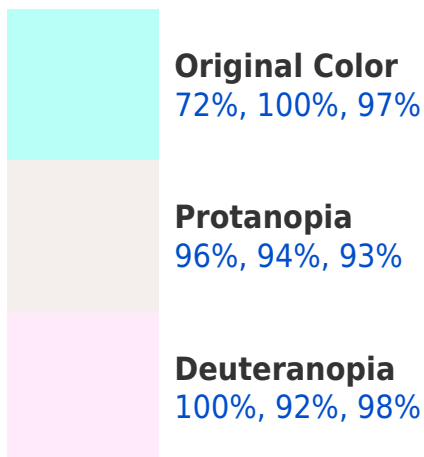 Original Color
72%, 100%, 97%
Protanopia
96%, 94%, 93%
Deuteranopia
100%, 92%, 98%